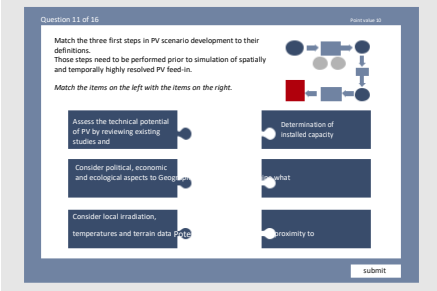 Question 11 of 16
Point value 10
Match the three first steps in PV scenario development to their
definitions.
Those steps need to be performed prior to simulation of spatially
and temporally highly resolved PV feed-in.
Match the items on the left with the items on the right.
Assess the technical potential
of PV by reviewing existing
studies and
Determination of
installed capacity
Consider political, economic
and ecological aspects to Geogra
what
Consider local irradiation,
temperatures and terrain data Pote
proximity to
submit